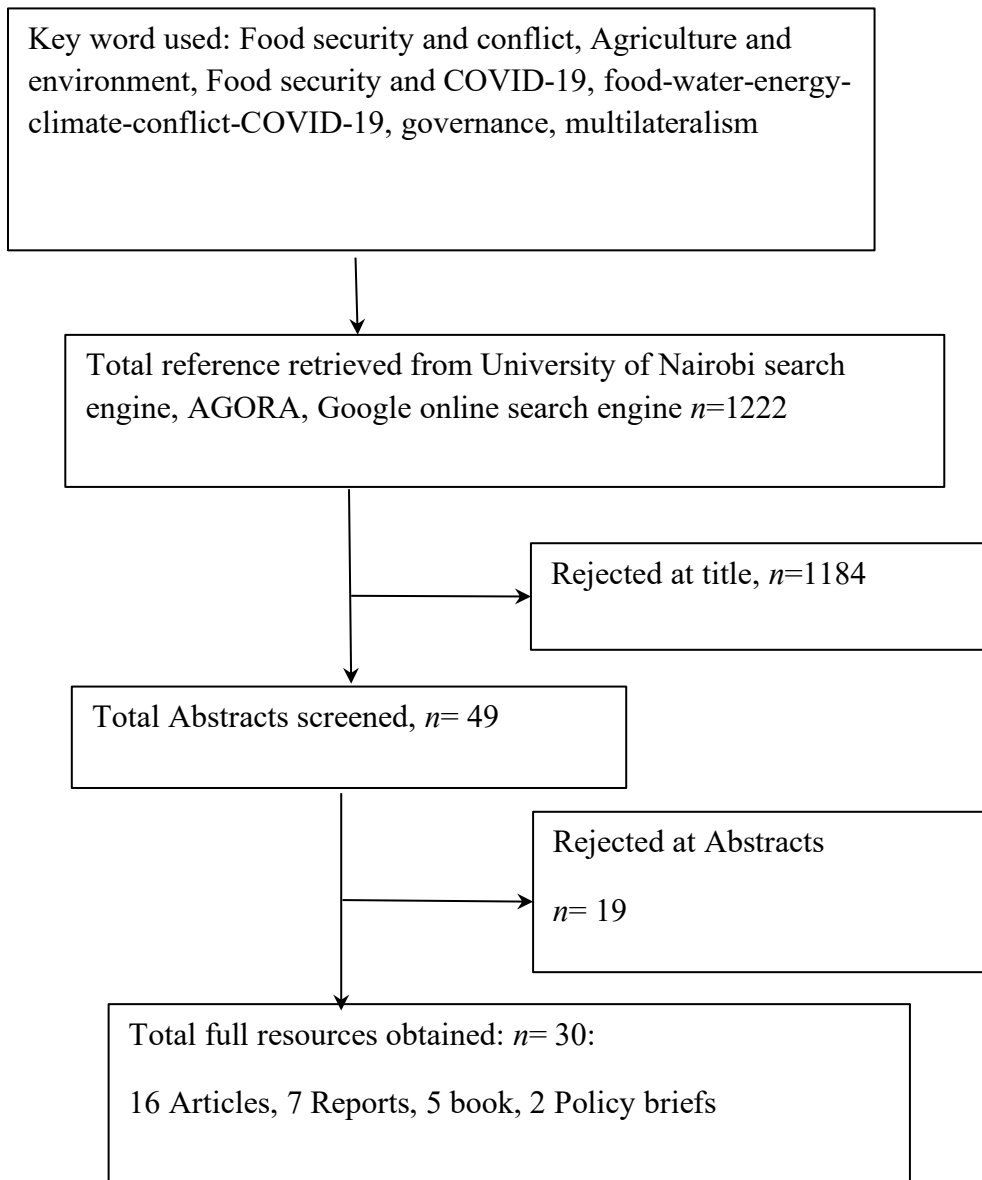 Key word used: Food security and conflict, Agriculture and
environment, Food security and COVID-19, food-water-energy-
climate-conflict-COVID-19, governance, multilateralism
Total reference retrieved from University of Nairobi search
engine, AGORA, Google online search engine n=1222
Rejected at title, n=1184
Total Abstracts screened, n= 49
Rejected at Abstracts
n= 19
Total full resources obtained: n= 30:
16 Articles, 7 Reports, 5 book, 2 Policy briefs